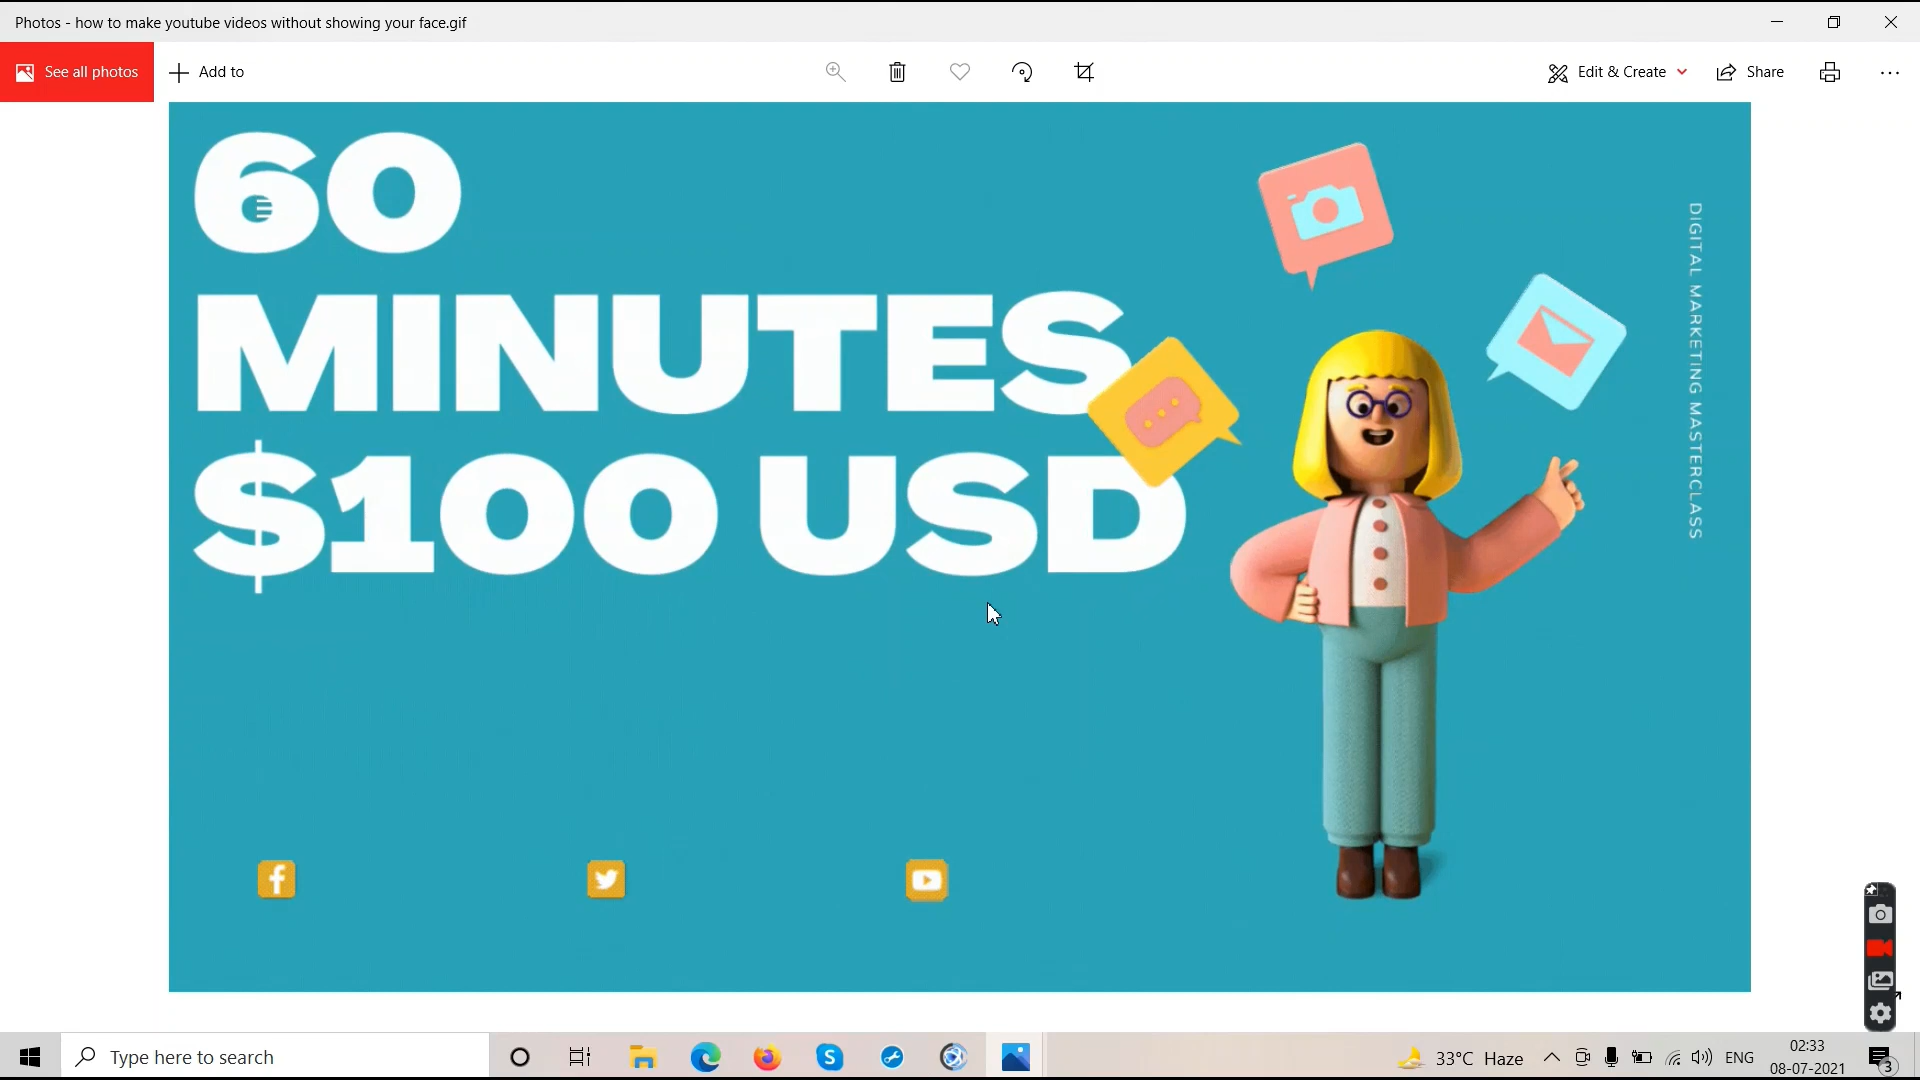 Photos - how to make youtube videos without showing your face.gif
See all photos
Add to
Edit & Create
Share
60
MINUTES
$100 USD
DIGITAL MARKETING MASTERCLASS
Type here to search
33°C Haze
ENG
02:33
08-07-2021
3